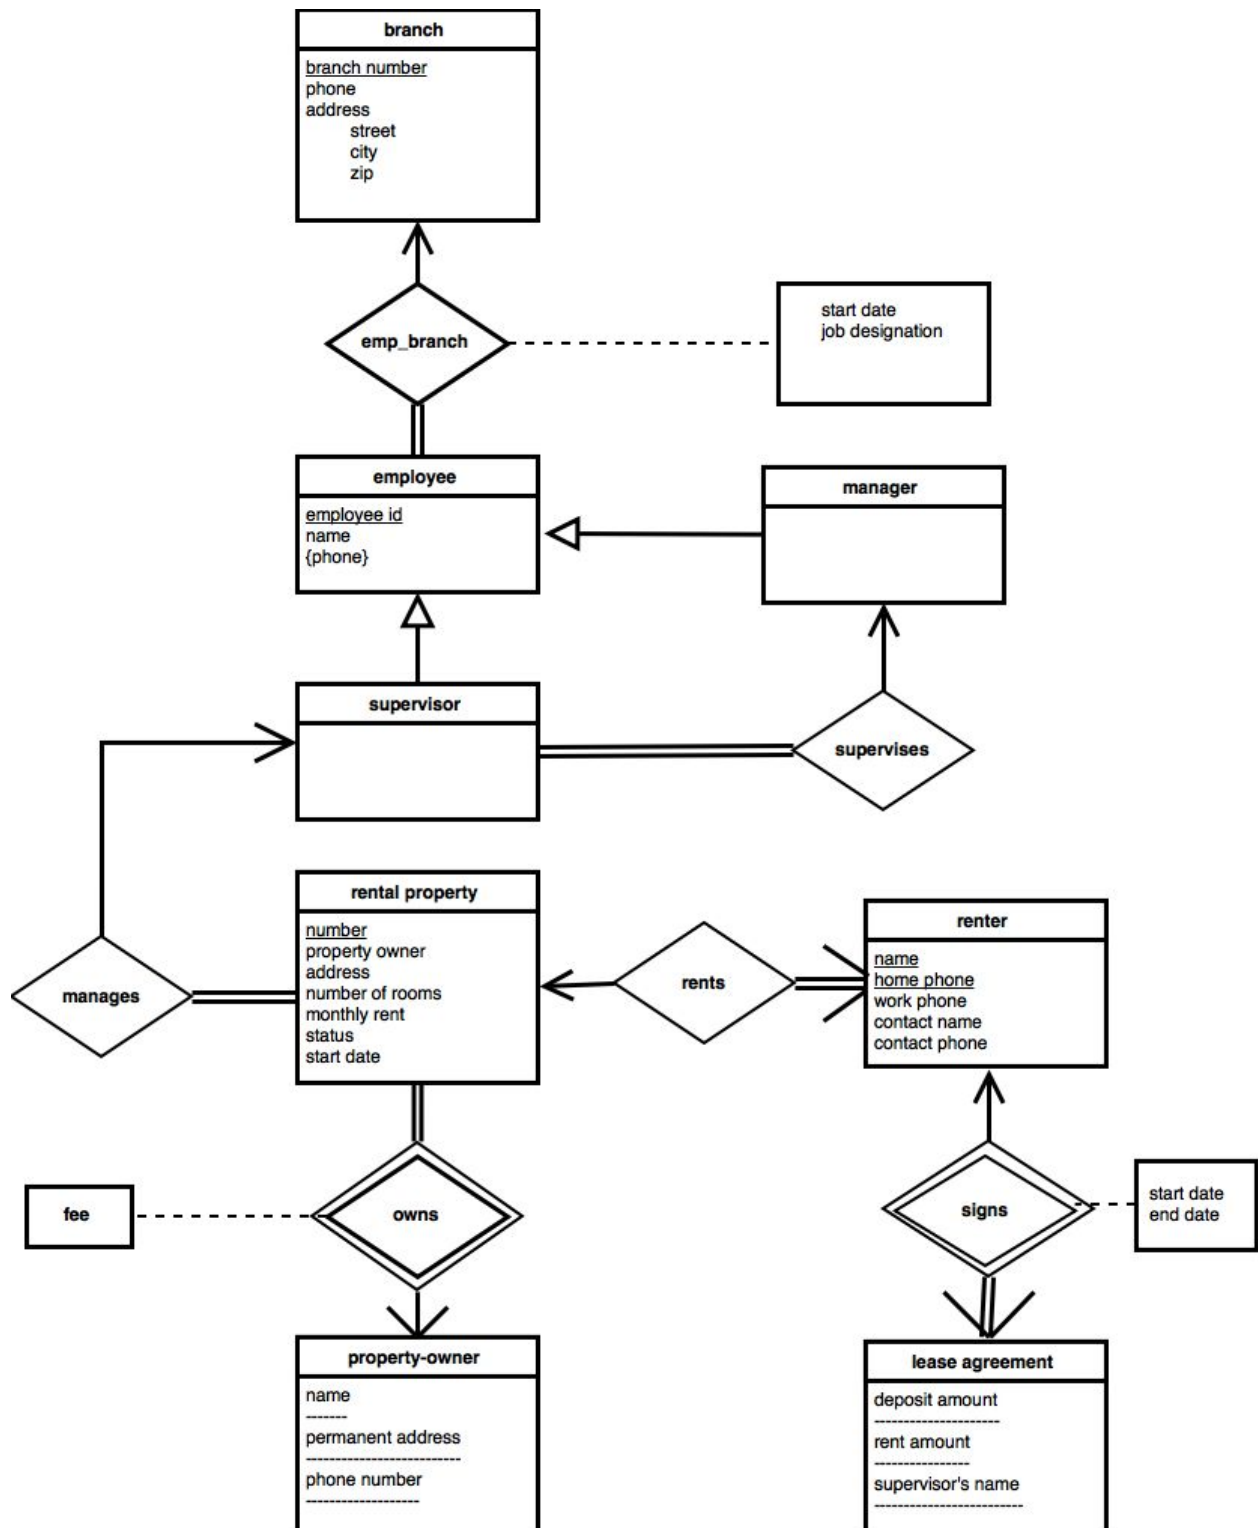 branch
branch number
phone
address
street
city
zip
emp_branch
start date
job designation
employee
employee id
name
{phone}
manager
supervisor
supervises
rental property
number
property owner
address
number of rooms
monthly rent
status
start date
manages
rents
renter
name
home phone
work phone
contact name
contact phone
fee
owns
signs
start date
end date
property-owner
name
permanent address
phone number
lease agreement
deposit amount
rent amount
supervisor's name